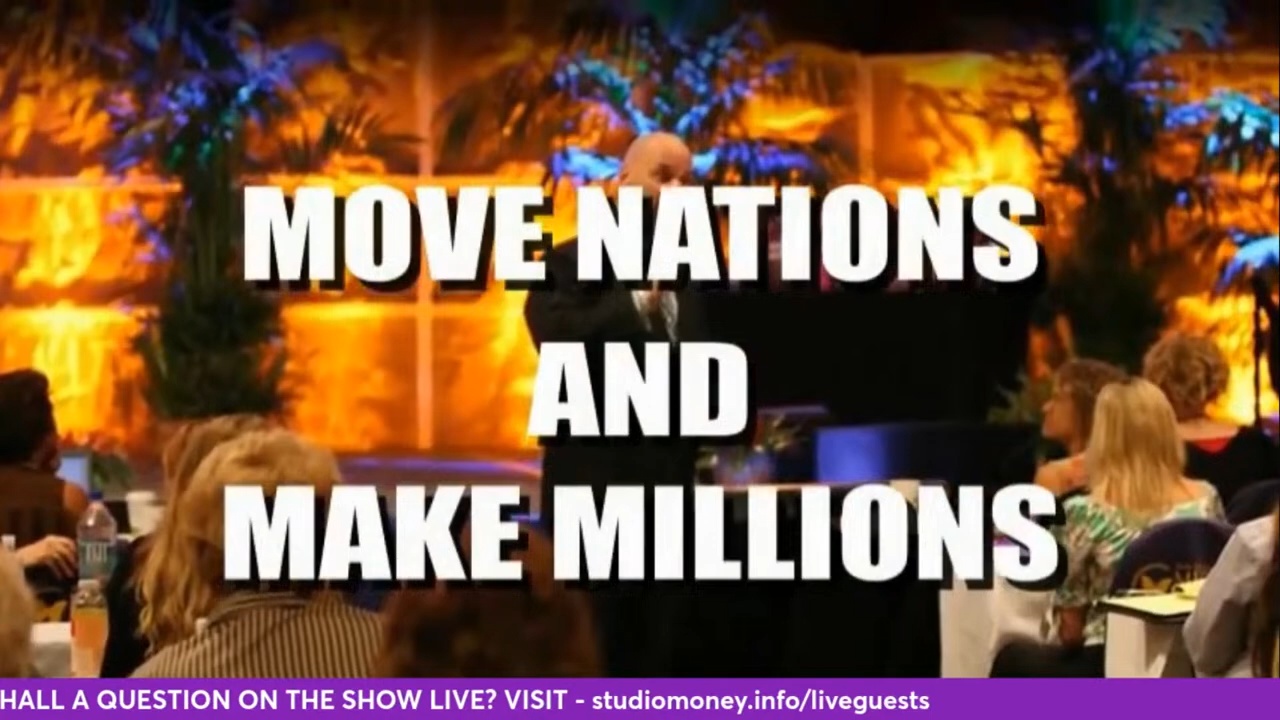 MOVE NATIONS
AND
MAKE MILLIONS
HALL A QUESTION ON THE SHOW LIVE? VISIT - studiomoney.info/liveguests